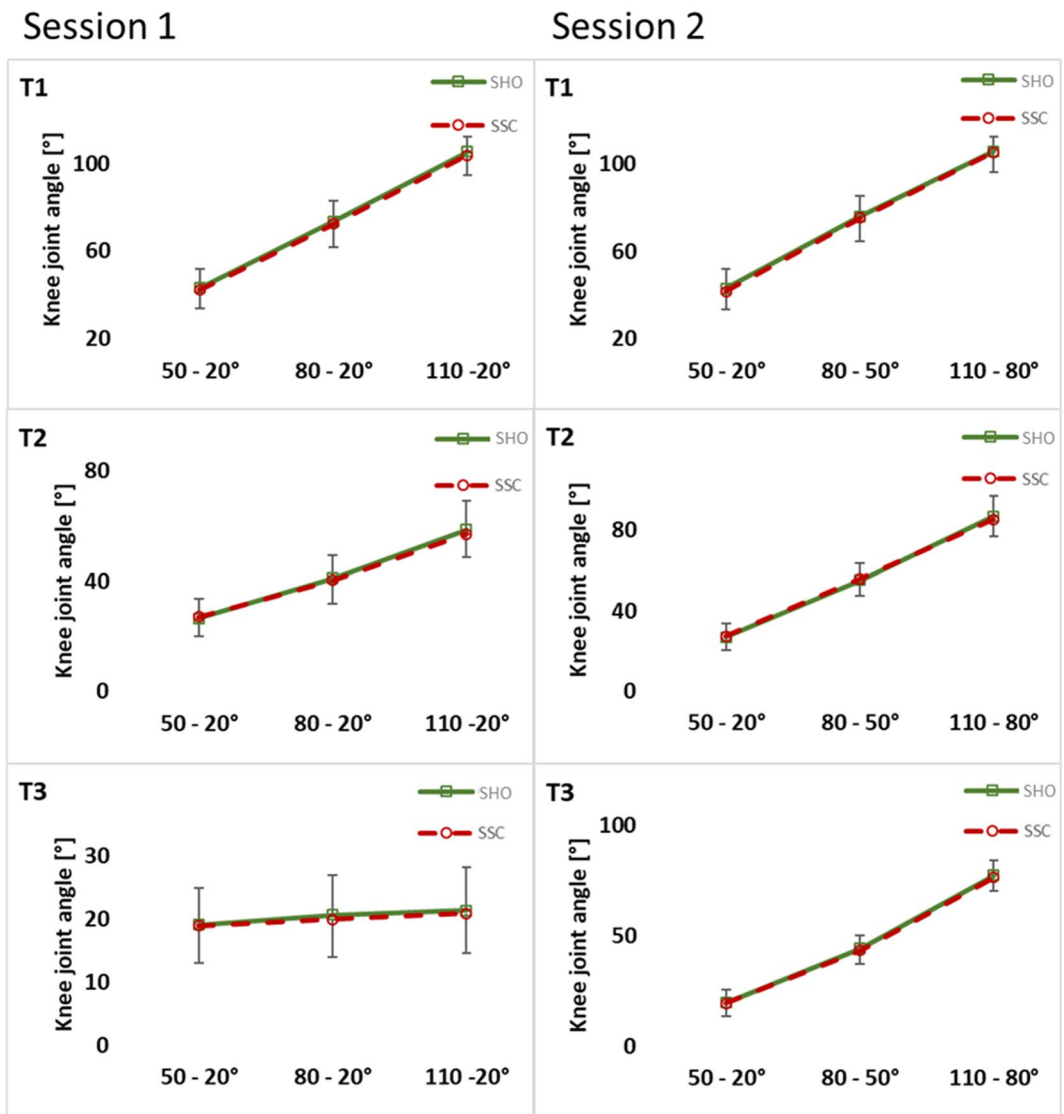 Session 1
Session 2
T1
SHO
SSC
Knee joint angle [°]
100
60
20
50 - 20°
80 - 20°
110 -20°
T1
SHO
SSC
Knee joint angle [°]
100
60
20
50 - 20°
80 - 50°
110 - 80°
T2
SHO
SSC
Knee joint angle [°]
80
40
0
50 - 20°
80 - 20°
110 -20°
T2
SHO
SSC
Knee joint angle [°]
80
40
0
50 - 20°
80 - 50°
110 - 80°
T3
SHO
SSC
Knee joint angle [°]
30
20
10
0
50 - 20°
80 - 20°
110 -20°
T3
SHO
SSC
Knee joint angle [°]
100
50
0
50 - 20°
80 - 50°
110 - 80°